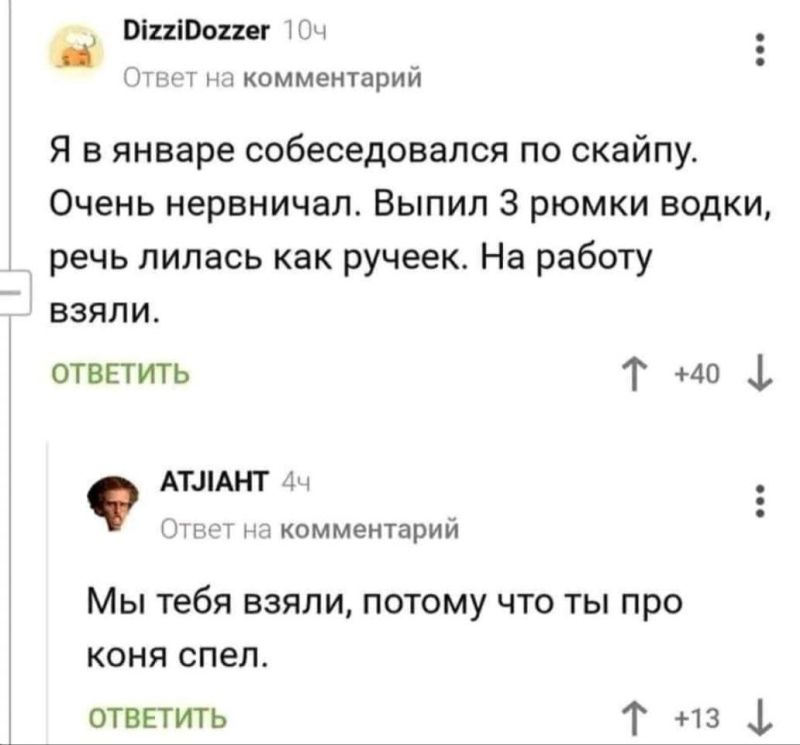 DizziDozzer 10ч
Ответ на комментарий
Я в январе собеседовался по скайпу.
Очень нервничал. Выпил 3 рюмки водки,
речь лилась как ручеек. На работу
взяли.
ОТВЕТИТЬ
+40
АТЈІАНТ 4ч
Ответ на комментарий
Мы тебя взяли, потому что ты про
коня спел.
ОТВЕТИТЬ
+13